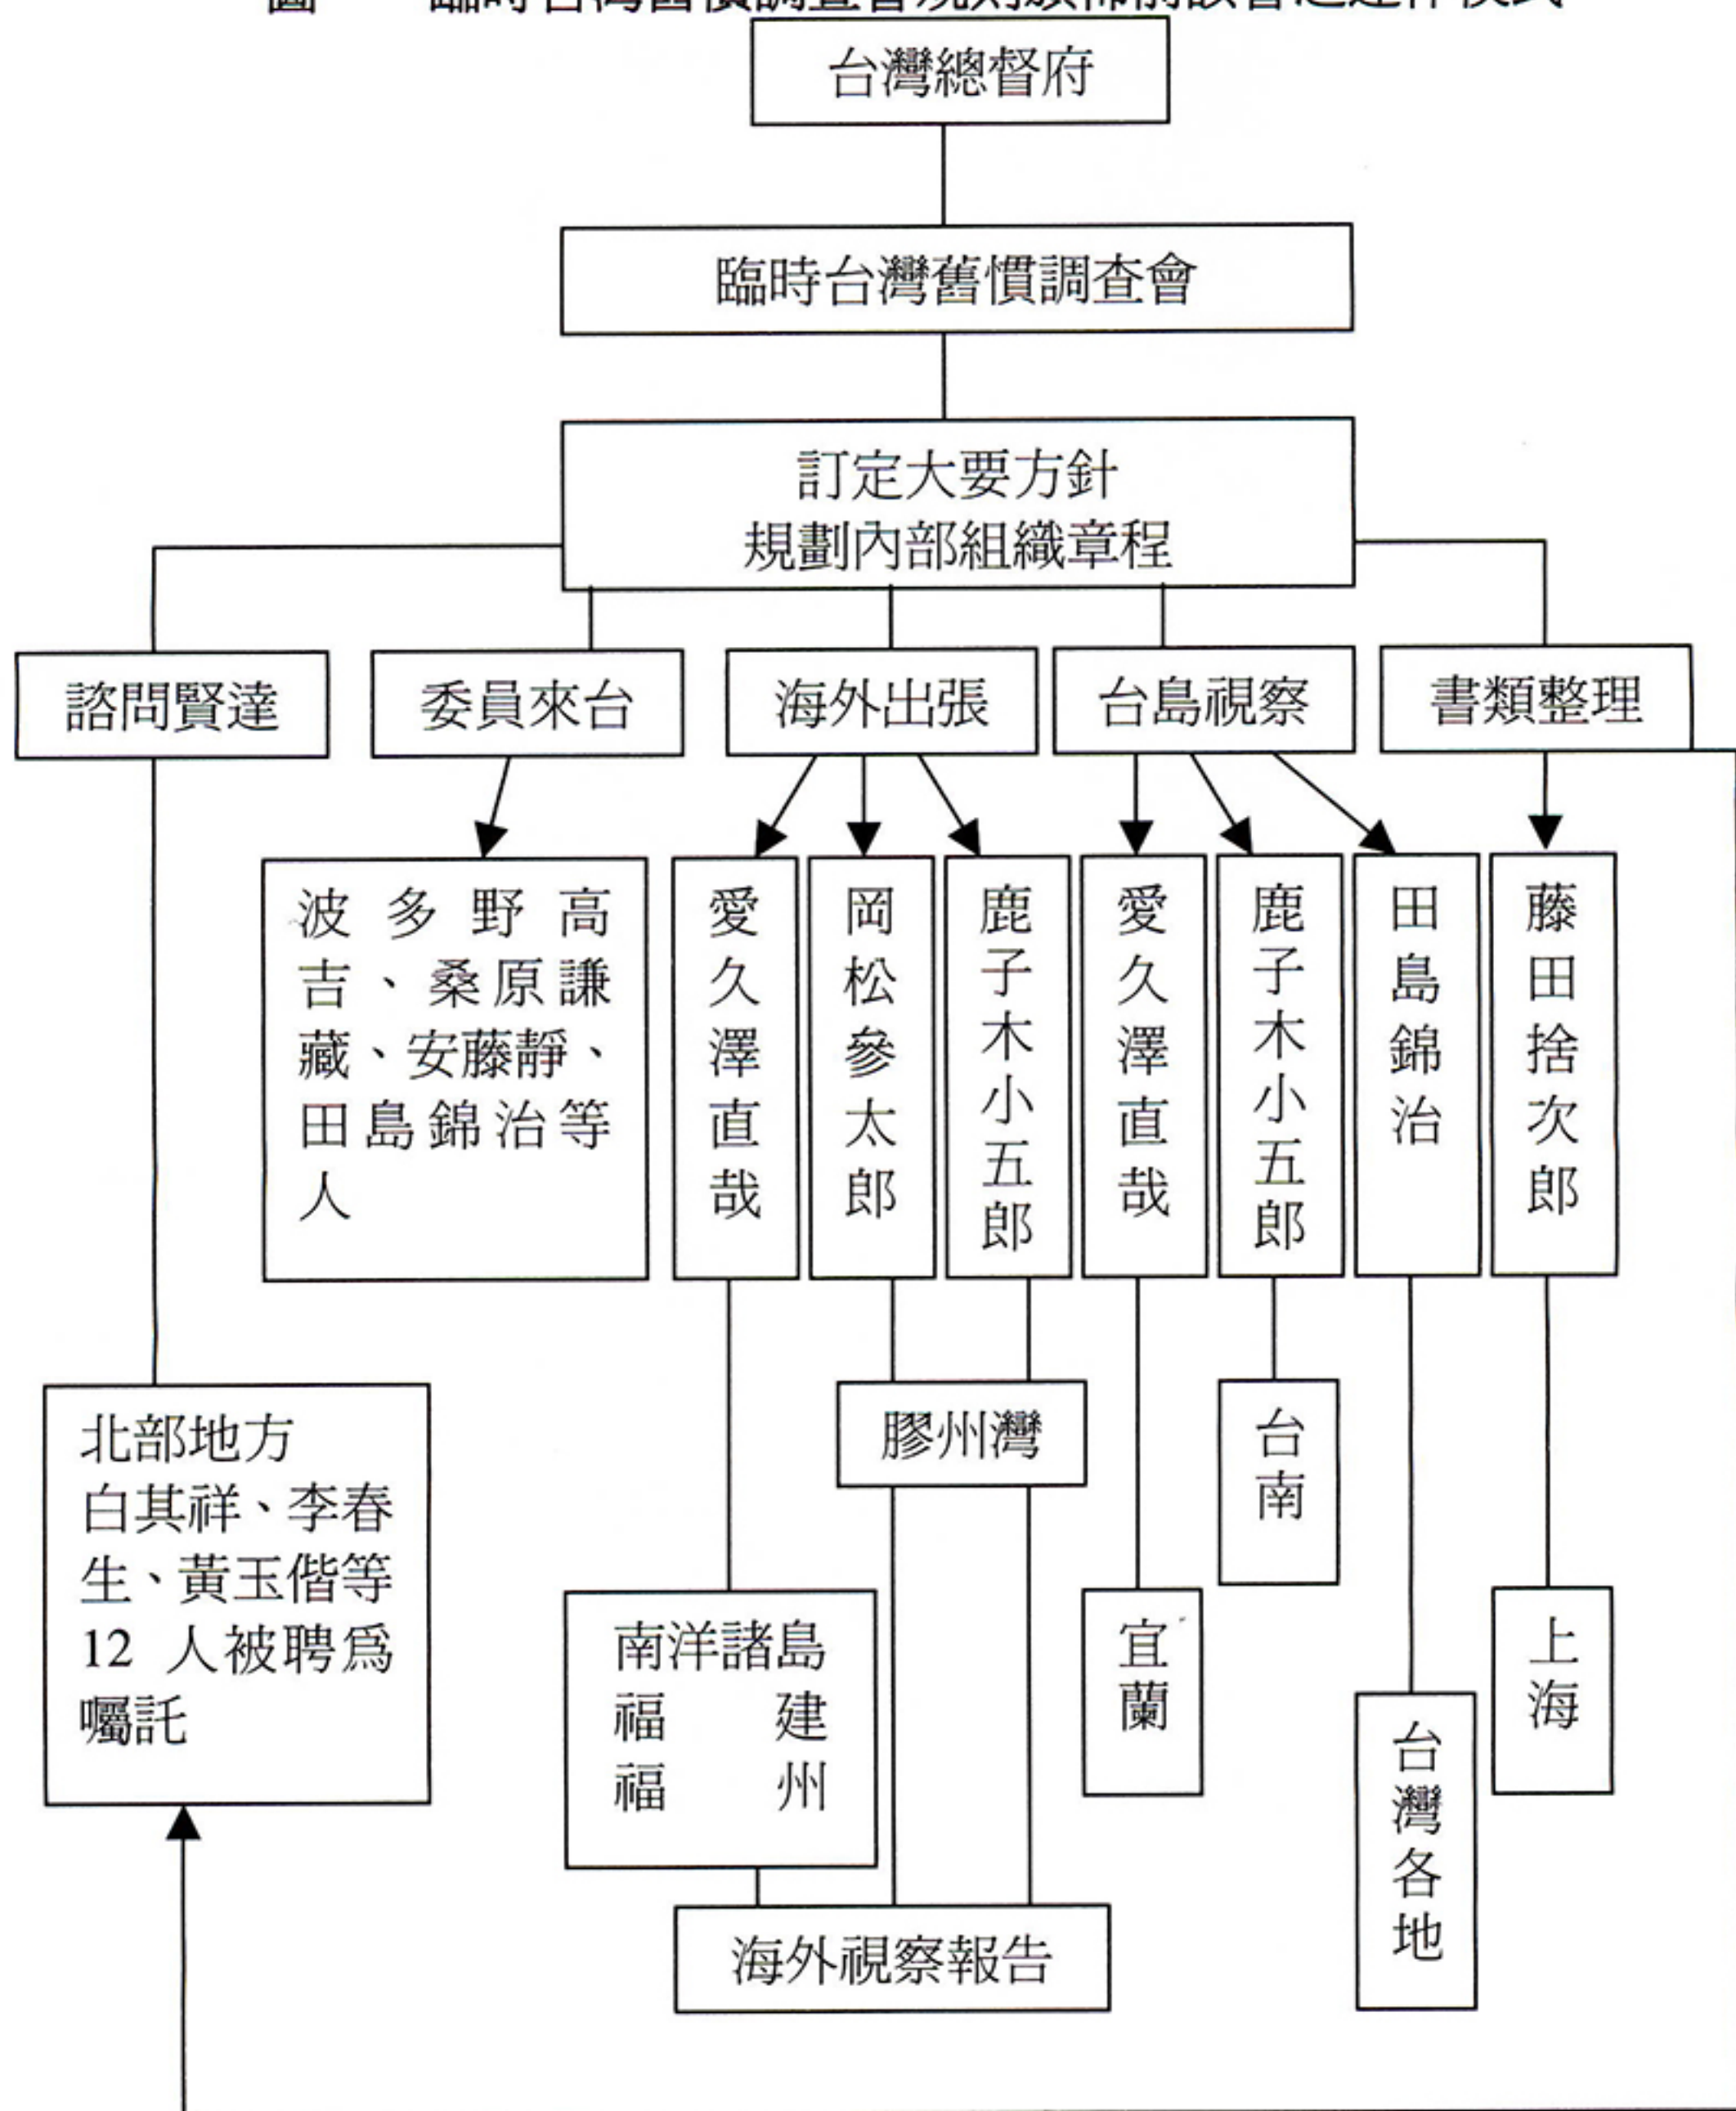 台灣總督府
臨時台灣舊慣調查會
訂定大要方針
規劃內部組織章程
諮問賢達
委員來台
海外出張
台島視察
書類整理
波多野高
吉、桑原謙
藏、安藤靜、
田島錦治等
人
愛久澤直哉
岡松參太郎
鹿子木小五郎
愛久澤直哉
鹿子木小五郎
田島錦治
藤田捨次郎
北部地方
白其祥、李春
生、黃玉偕等
12 人被聘爲
囑託
膠州灣
台南
南洋諸島
福建
福州
宜蘭
上海
台灣各地
海外視察報告